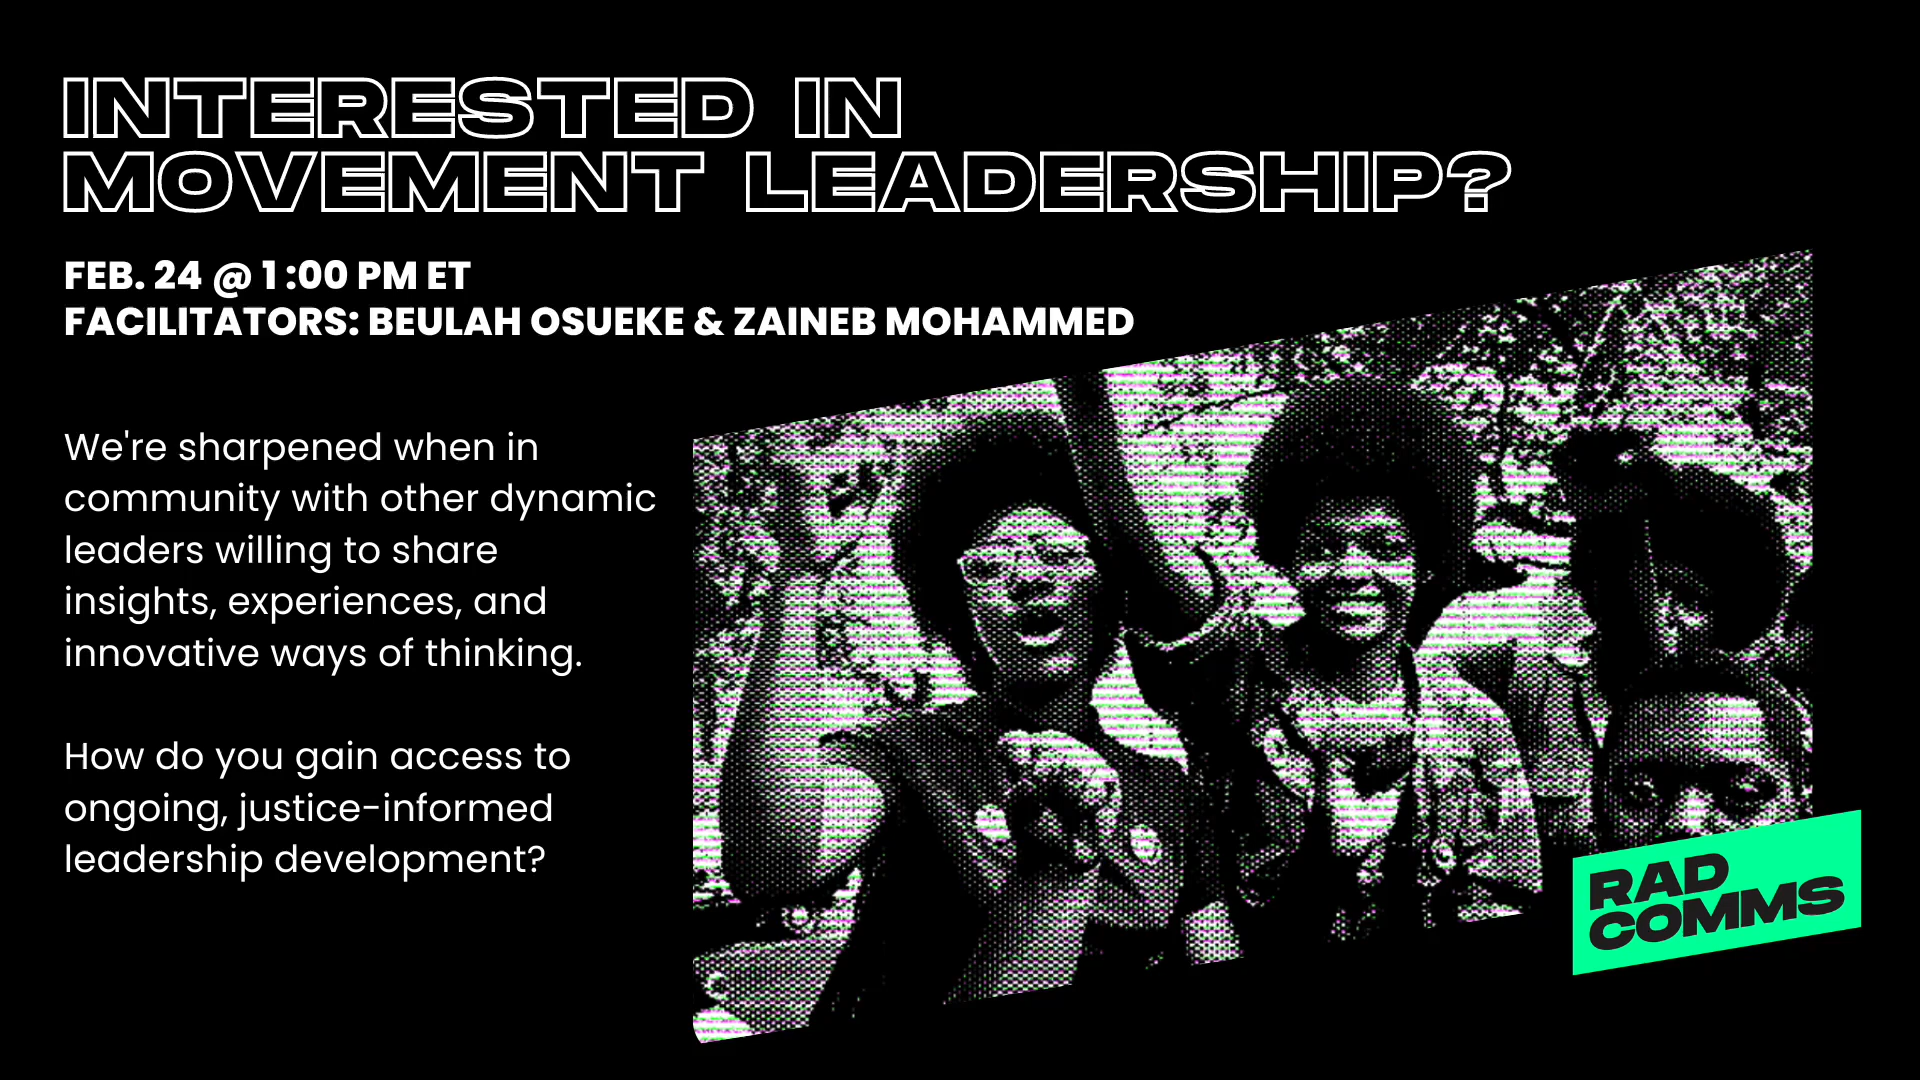 INTERESTED IN
MOVEMENT LEADERSHIP?
FEB. 24 @ 1:00 PM ET
FACILITATORS: BEULAH OSUEKE & ZAINEB MOHAMMED
We're sharpened when in
community with other dynamic
leaders willing to share
insights, experiences, and
innovative ways of thinking.
How do you gain access to
ongoing, justice-informed
leadership development?
RAD
COMMS